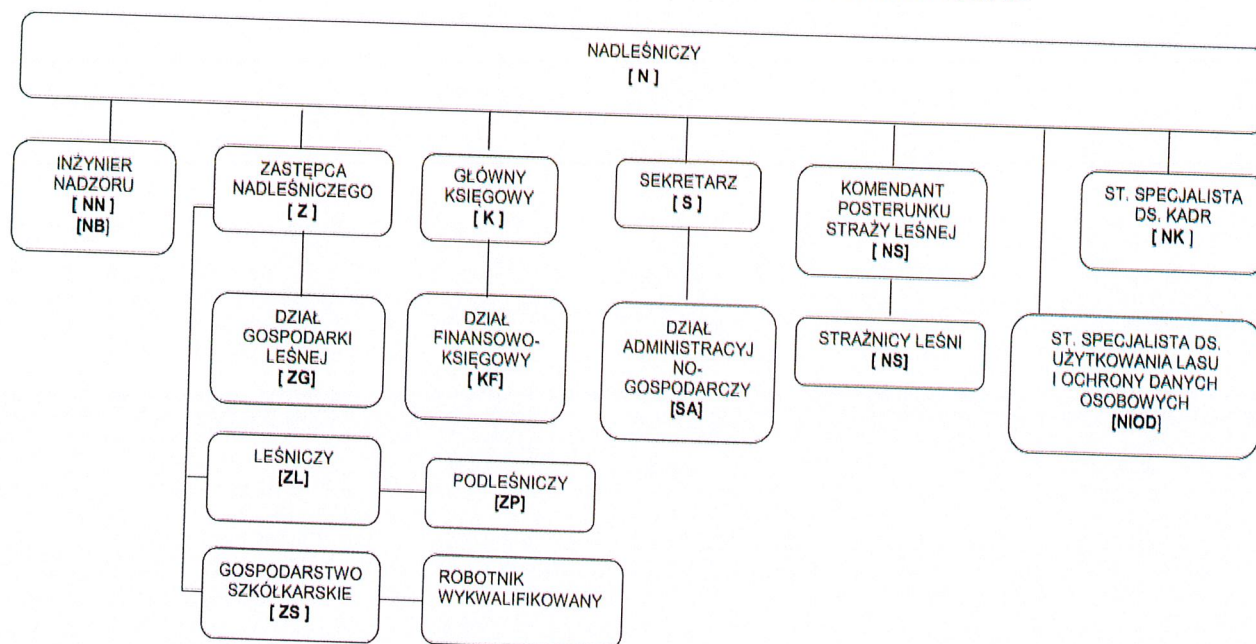 NADLEŚNICZY
[ N ]
INŻYNIER
NADZORU
[ NN ]
[NB]
ZASTĘPCA
NADLEŚNICZEGO
[ Z ]
GŁÓWNY
KSIĘGOWY
[ K ]
SEKRETARZ
[ S ]
KOMENDANT
POSTERUNKU
STRAŻY LEŚNEJ
[ NS]
ST. SPECJALISTA
DS. KADR
[ NK ]
DZIAŁ
GOSPODARKI
LEŚNEJ
[ ZG]
DZIAŁ
FINANSOWO-
KSIĘGOWY
[ KF]
DZIAŁ
ADMINISTRACYJ
NO-
GOSPODARCZY
[SA]
STRAŻNICY LEŚNI
[ NS]
ST. SPECJALISTA DS.
UŻYTKOWANIA LASU
I OCHRONY DANYCH
OSOBOWYCH
[NIOD]
LEŚNICZY
[ZL]
PODLEŚNICZY
[ZP]
GOSPODARSTWO
SZKÓŁKARSKIE
[ ZS ]
ROBOTNIK
WYKWALIFIKOWANY